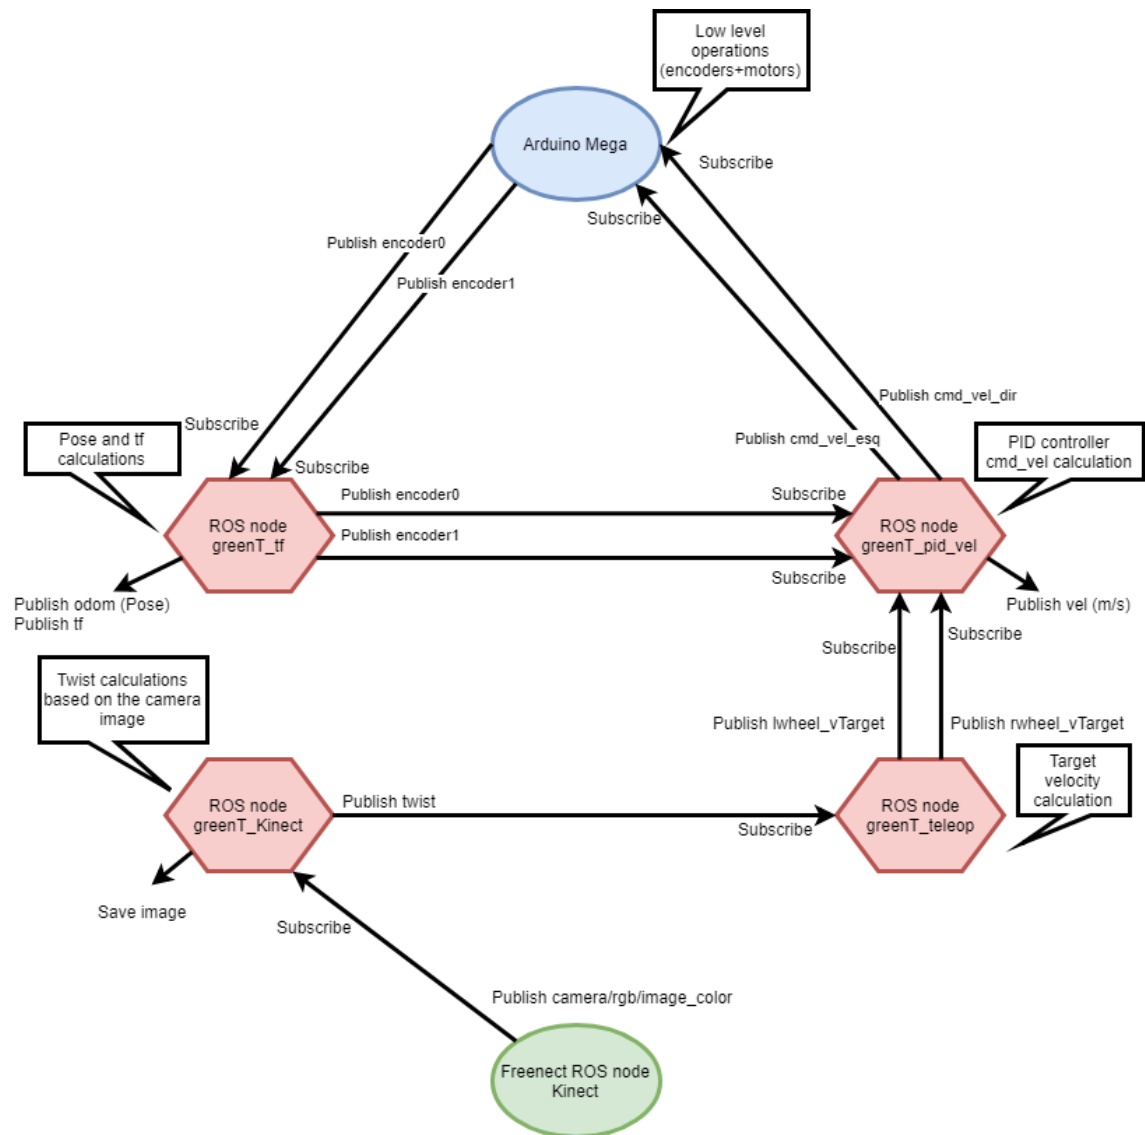 Low level
operations
(encoders+motors)
Arduino Mega
Subscribe
Subscribe
Publish encoder0
Publish encoder1
Publish cmd_vel_dir
Publish cmd_vel_esq
Subscribe
Subscribe
Pose and tf
calculations
PID controller
cmd_vel calculation
Publish encoder0
Subscribe
ROS node
greenT_tf
Publish encoder1
Subscribe
ROS node
greenT_pid_vel
Publish odom (Pose)
Publish tf
Publish vel (m/s)
Subscribe
Subscribe
Twist calculations
based on the camera
image
Publish lwheel_vTarget
Publish rwheel_vTarget
Target
velocity
calculation
ROS node
greenT_Kinect
Publish twist
Subscribe
ROS node
greenT_teleop
Save image
Subscribe
Publish camera/rgb/image_color
Freenect ROS node
Kinect